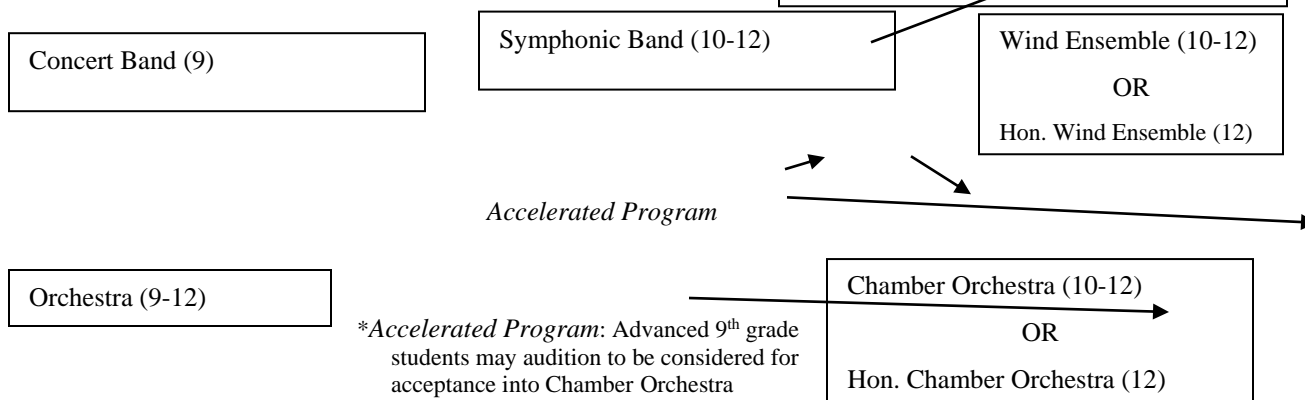 Concert Band (9)
Symphonic Band (10-12)
Wind Ensemble (10-12)
OR
Hon. Wind Ensemble (12)
Accelerated Program
Orchestra (9-12)
*Accelerated Program: Advanced 9th grade
students may audition to be considered for
acceptance into Chamber Orchestra
Chamber Orchestra (10-12)
OR
Hon. Chamber Orchestra (12)